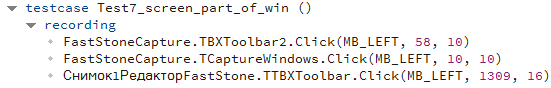 testcase Test7_screen_part_of_win ()
recording
FastStoneCapture.TBXToolbar2.Click(MB_LEFT, 58, 10)
FastStoneCapture.TCaptureWindows.Click(MB_LEFT, 10, 10)
Снимок1РедакторFastStone.TTBXToolbar.Click(MB_LEFT, 1309, 16)